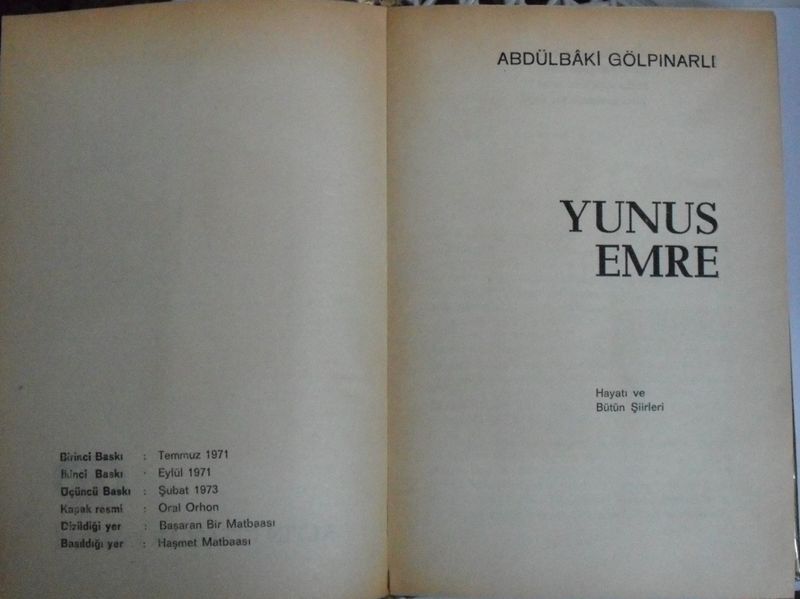 Birinci Baskı : Temmuz 1971
İkinci Baskı : Eylül 1971
Üçüncü Baskı : Şubat 1973
Kapak resmi : Oral Orhon
Dizildiği yer : Başaran Bir Matbaası
Basıldığı yer : Haşmet Matbaası
ABDÜLBÂKİ GÖLPINARLI
YUNUS
EMRE
Hayatı ve
Bütün Şiirleri